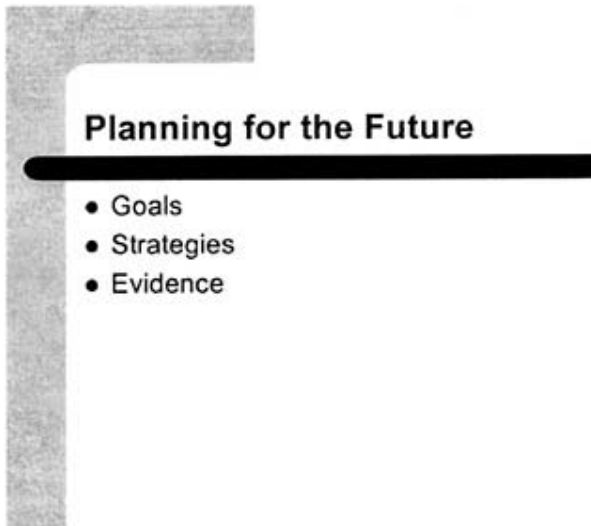 Planning for the Future
● Goals
● Strategies
● Evidence